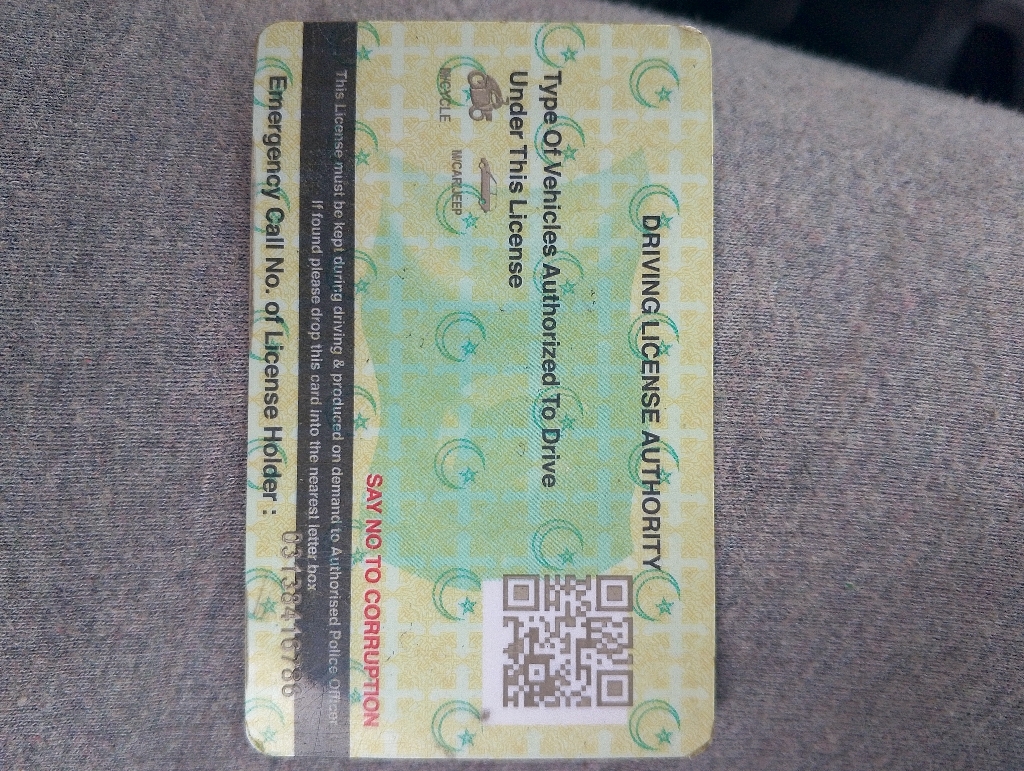 DRIVING LICENSE AUTHORITY
Type Of Vehicles Authorized To Drive
Under This License
M/CYCLE
M/CAR/JEEP
SAY NO TO CORRUPTION
This License must be kept during driving & produced on demand to Authorised Police Officer
If found please drop this card into the nearest letter box
Emergency Call No. of License Holder : 03138416786